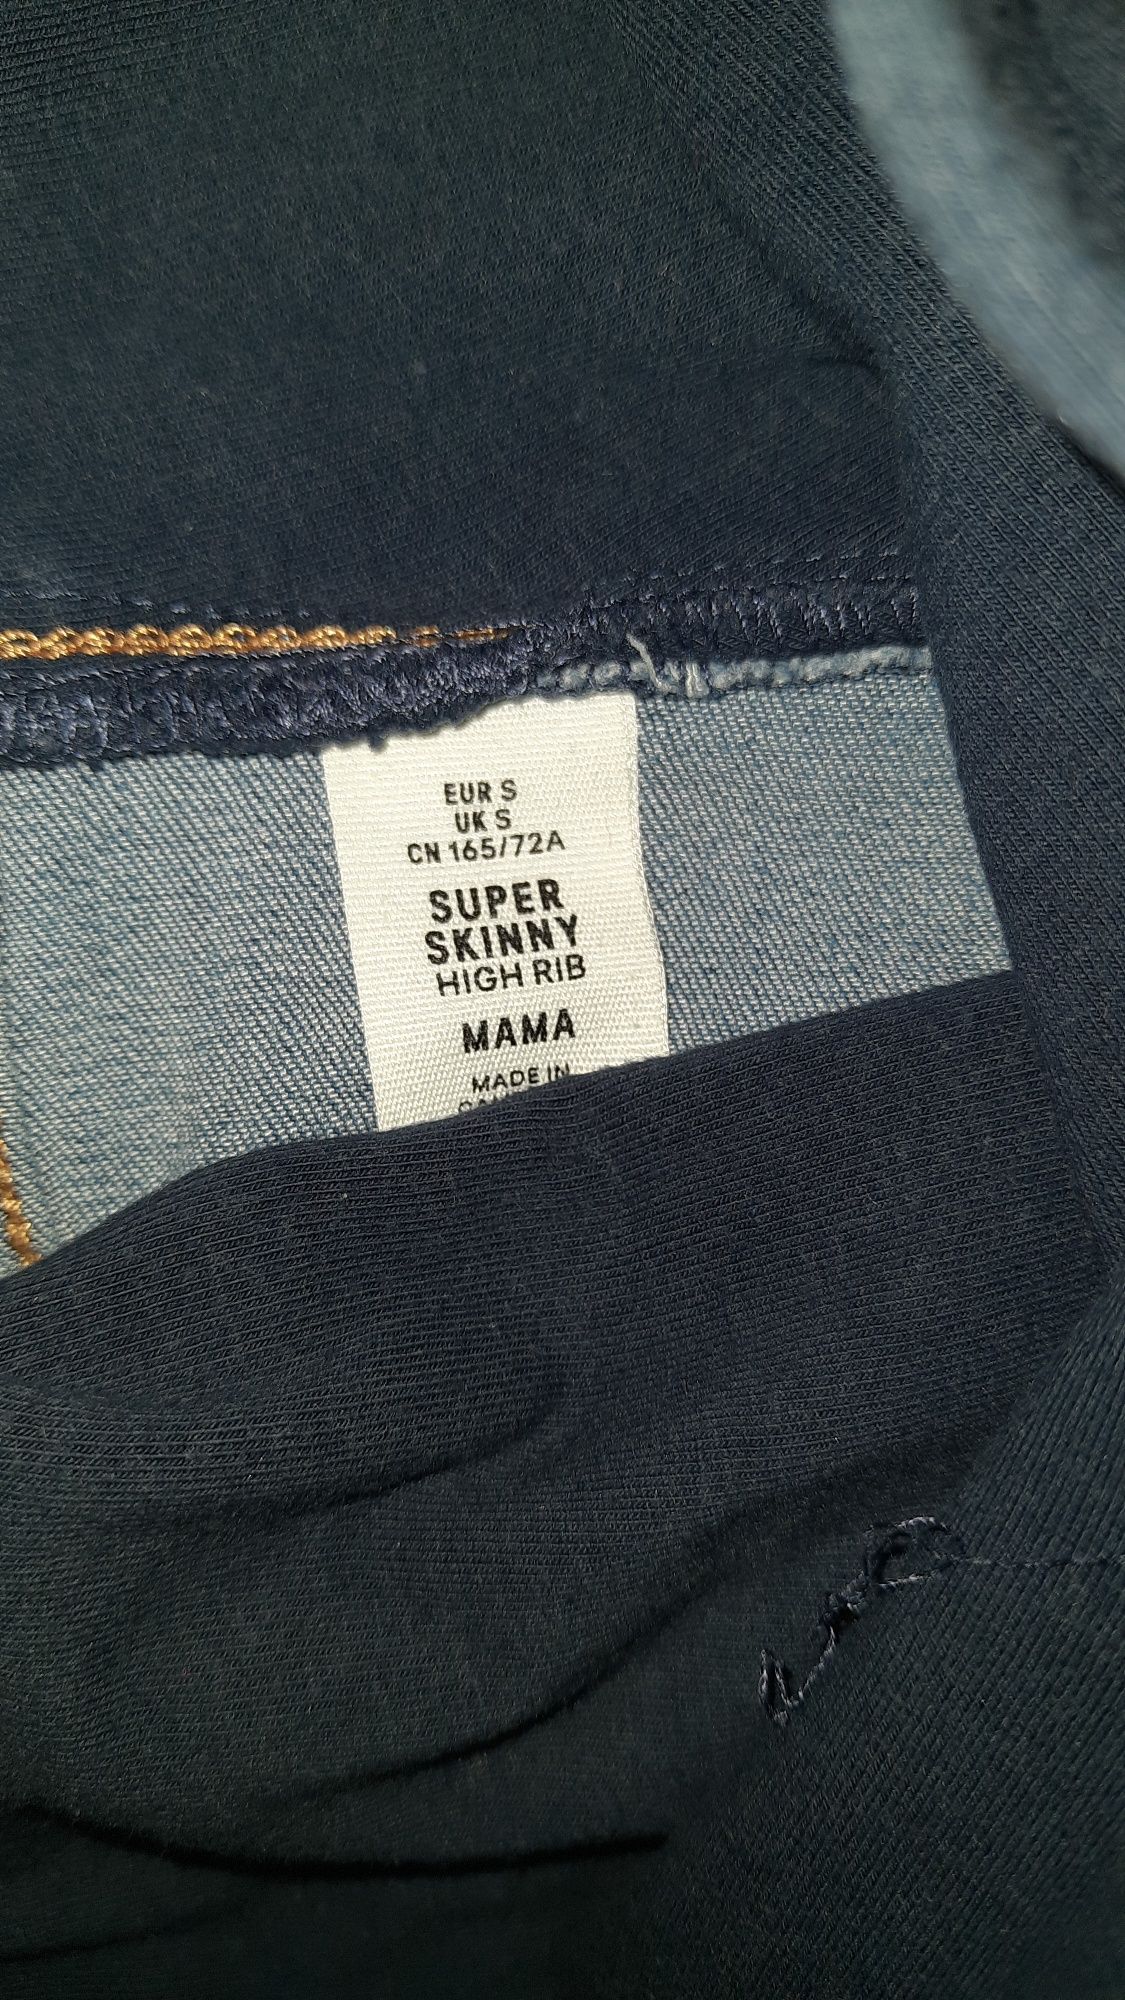 EUR S
UK S
CN 165/72A
SUPER
SKINNY
HIGH RIB
MAMA
MADE IN